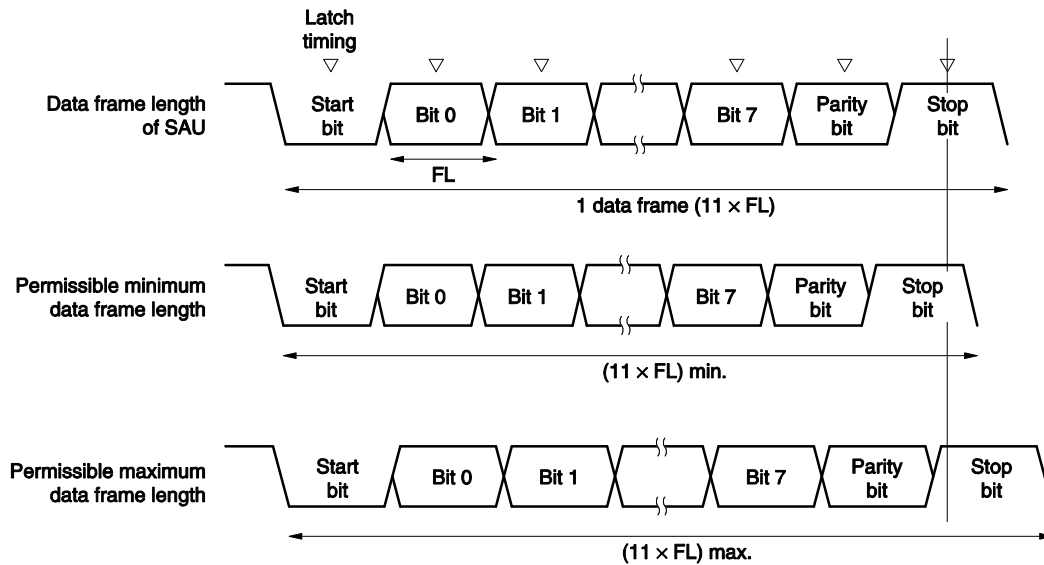 Latch
timing
Data frame length
of SAU
Start
bit
Bit 0
Bit 1
Bit 7
Parity
bit
Stop
bit
FL
1 data frame (11 × FL)
Permissible minimum
data frame length
Start
bit
Bit 0
Bit 1
Bit 7
Parity
bit
Stop
bit
(11 × FL) min.
Permissible maximum
data frame length
Start
bit
Bit 0
Bit 1
Bit 7
Parity
bit
Stop
bit
(11 × FL) max.